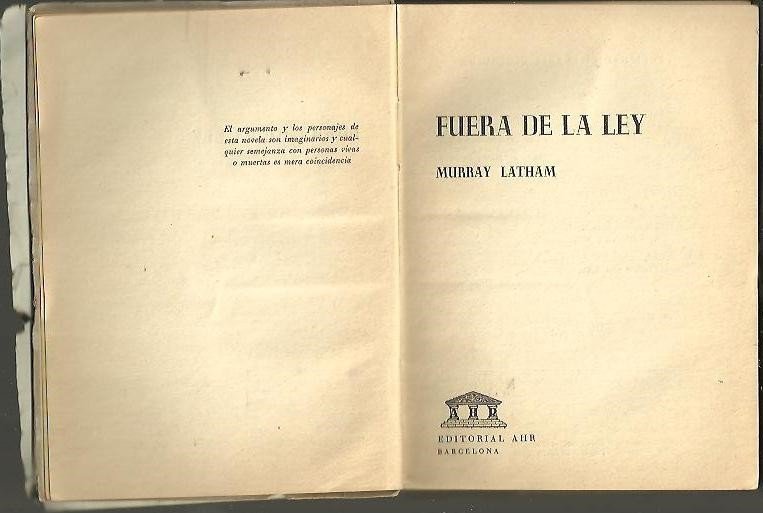 El argumento y los personajes de
esta novela son imaginarios y cual-
quier semejanza con personas vivas
o muertas es mera coincidencia
FUERA DE LA LEY
MURRAY LATHAM
AHR
EDITORIAL AHR
BARCELONA